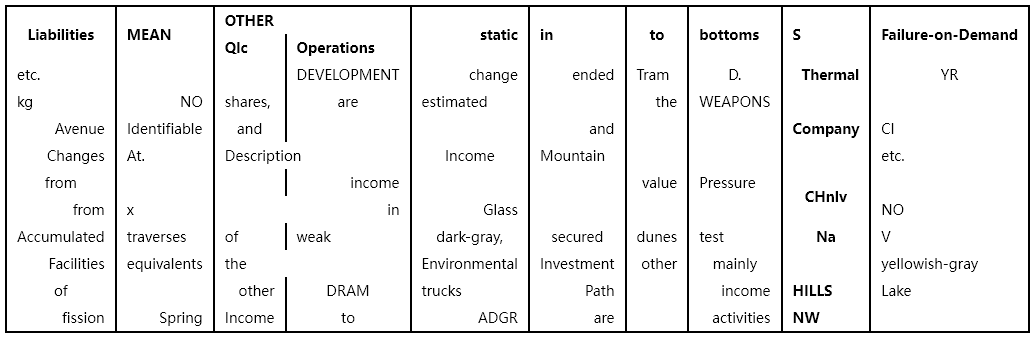 Liabilities MEAN OTHER static in to bottoms S Failure-on-Demand
Qlc Operations
etc. DEVELOPMENT change ended Tram D. Thermal YR
kg NO shares, are estimated the WEAPONS
Avenue Identifiable and and Company CI
Changes At. Description Income Mountain etc.
from income value Pressure CHnlv
from x in Glass NO
Accumulated traverses of weak dark-gray, secured dunes test Na V
Facilities equivalents the Environmental Investment other mainly yellowish-gray
of other DRAM trucks Path income HILLS Lake
fission Spring Income to ADGR are activities NW